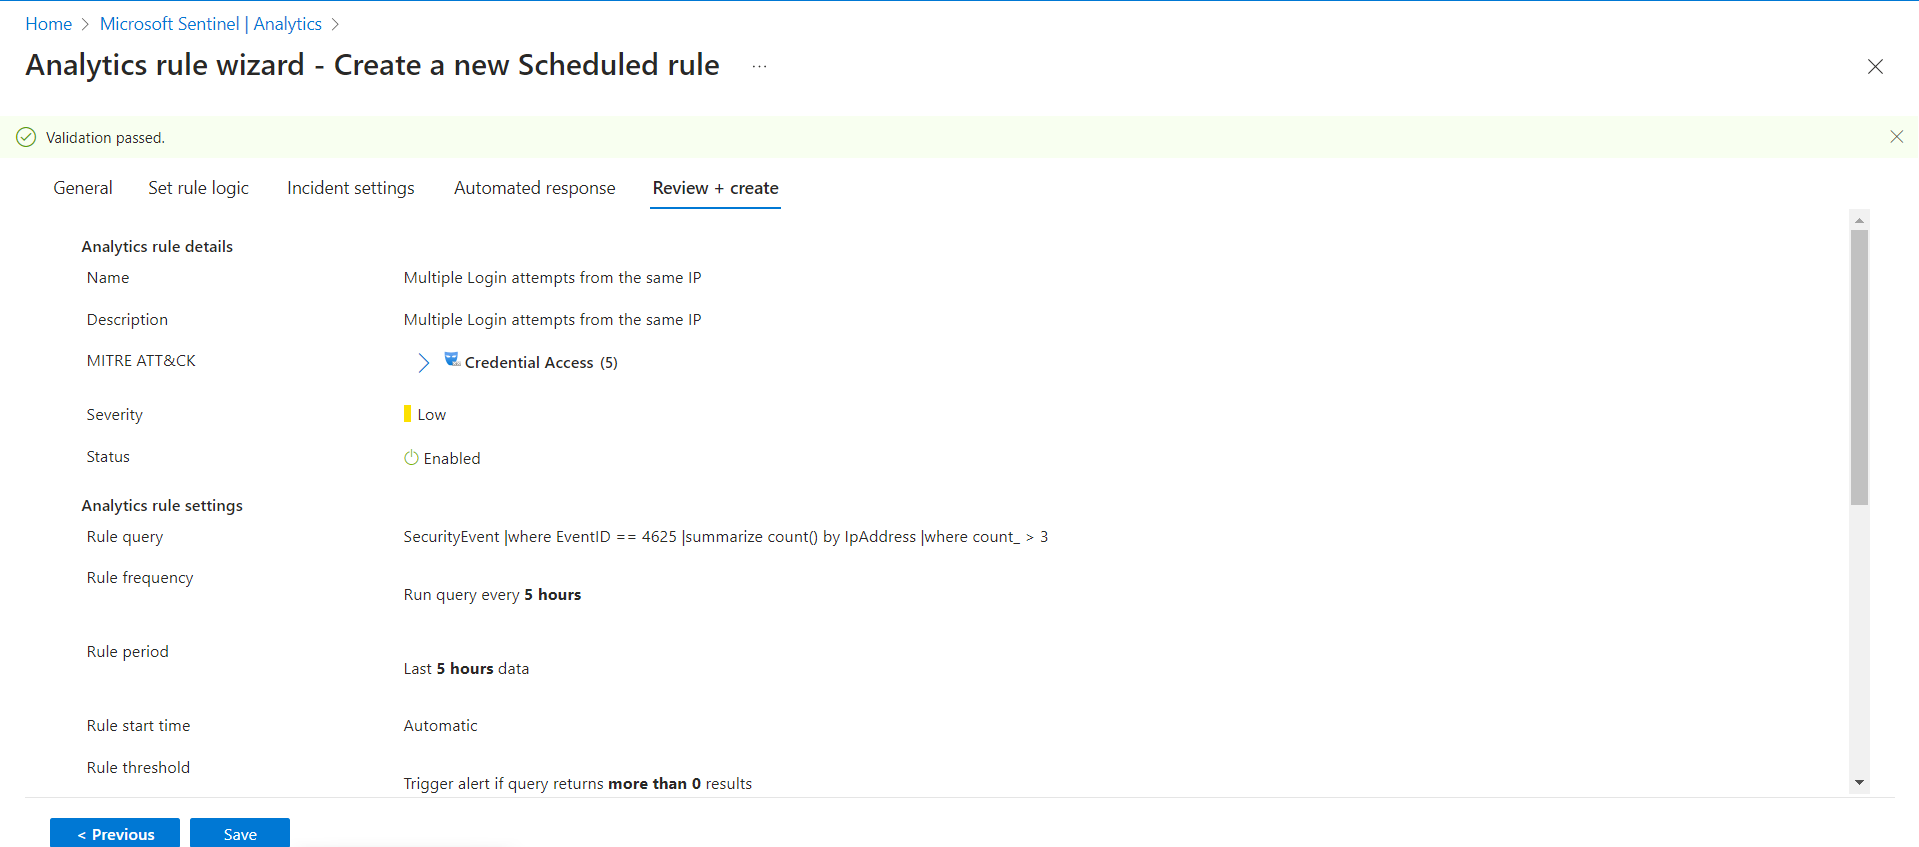 Home > Microsoft Sentinel | Analytics >
Analytics rule wizard - Create a new Scheduled rule ...
Validation passed.
General Set rule logic Incident settings Automated response Review + create
Analytics rule details
Name Multiple Login attempts from the same IP
Description Multiple Login attempts from the same IP
MITRE ATT&CK Credential Access (5)
Severity Low
Status Enabled
Analytics rule settings
Rule query SecurityEvent |where EventID == 4625 |summarize count() by IpAddress |where count_ > 3
Rule frequency
Run query every 5 hours
Rule period
Last 5 hours data
Rule start time Automatic
Rule threshold
Trigger alert if query returns more than 0 results
< Previous Save